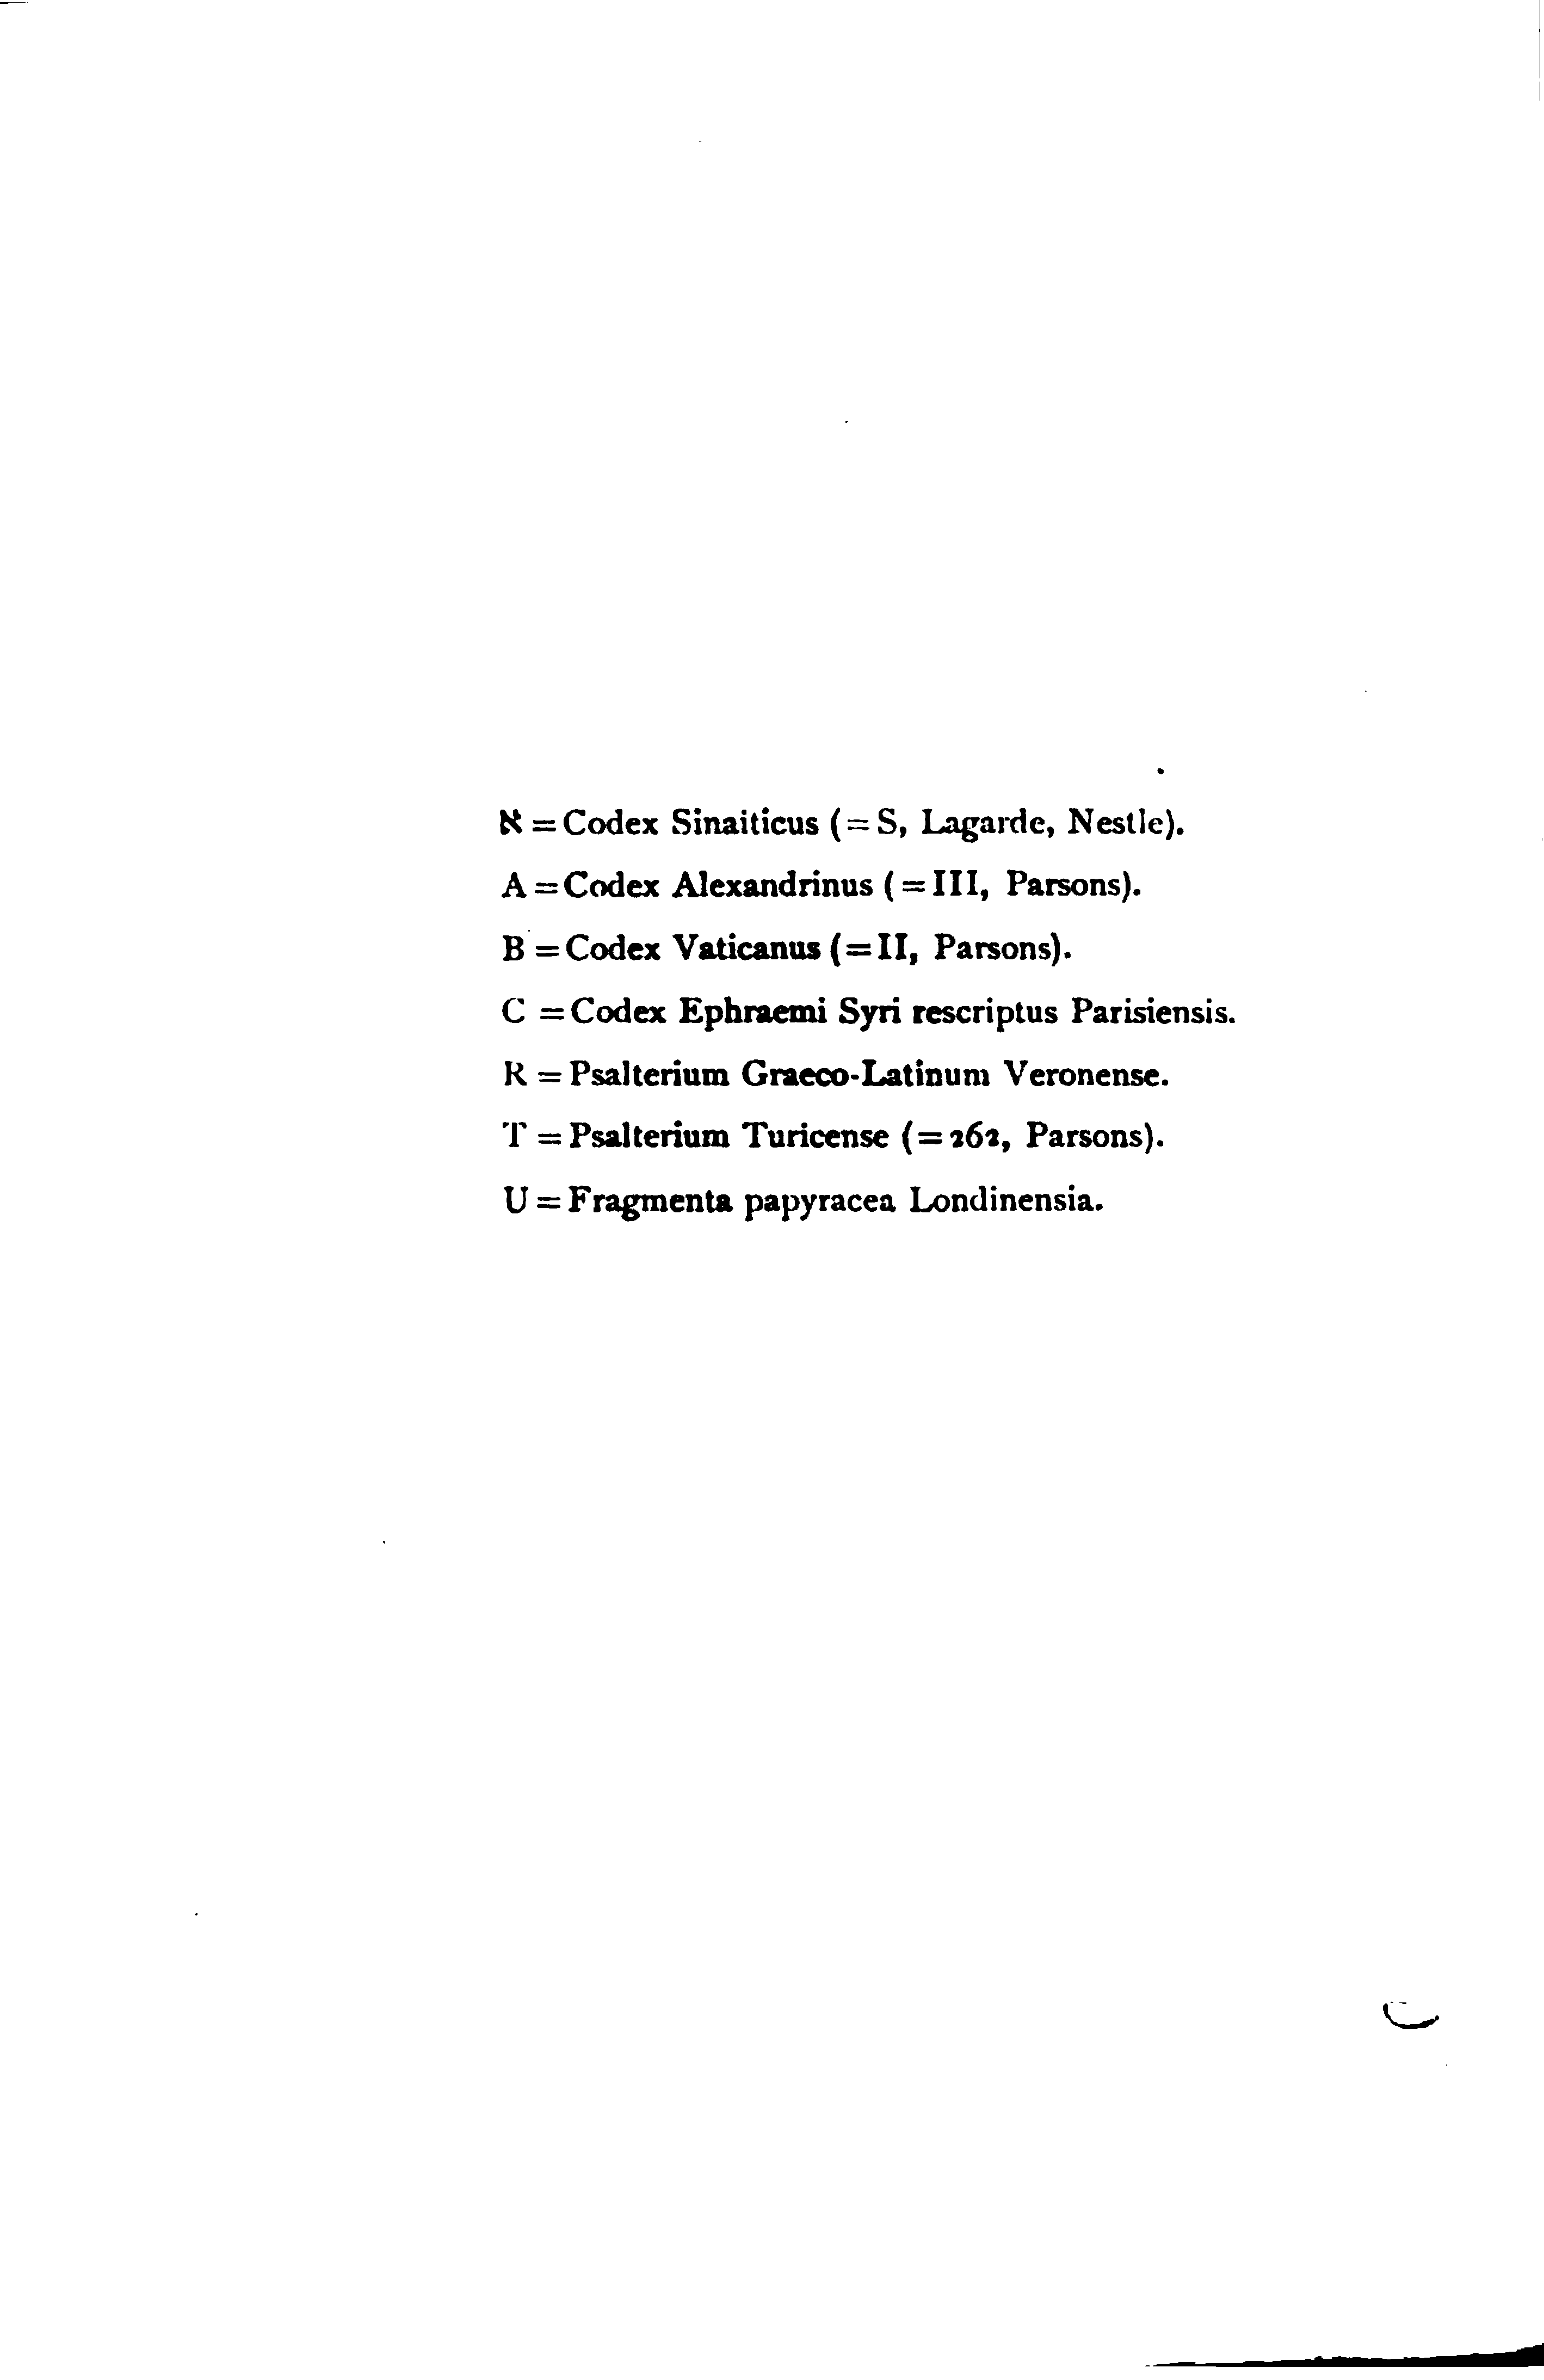 א = Codex Sinaiticus (= S, Lagarde, Nestle).
A = Codex Alexandrinus (= III, Parsons).
B = Codex Vaticanus (= II, Parsons).
C = Codex Ephraemi Syri rescriptus Parisiensis.
R = Psalterium Graeco-Latinum Veronense.
T = Psalterium Turicense (= 262, Parsons).
U = Fragmenta papyracea Londinensia.